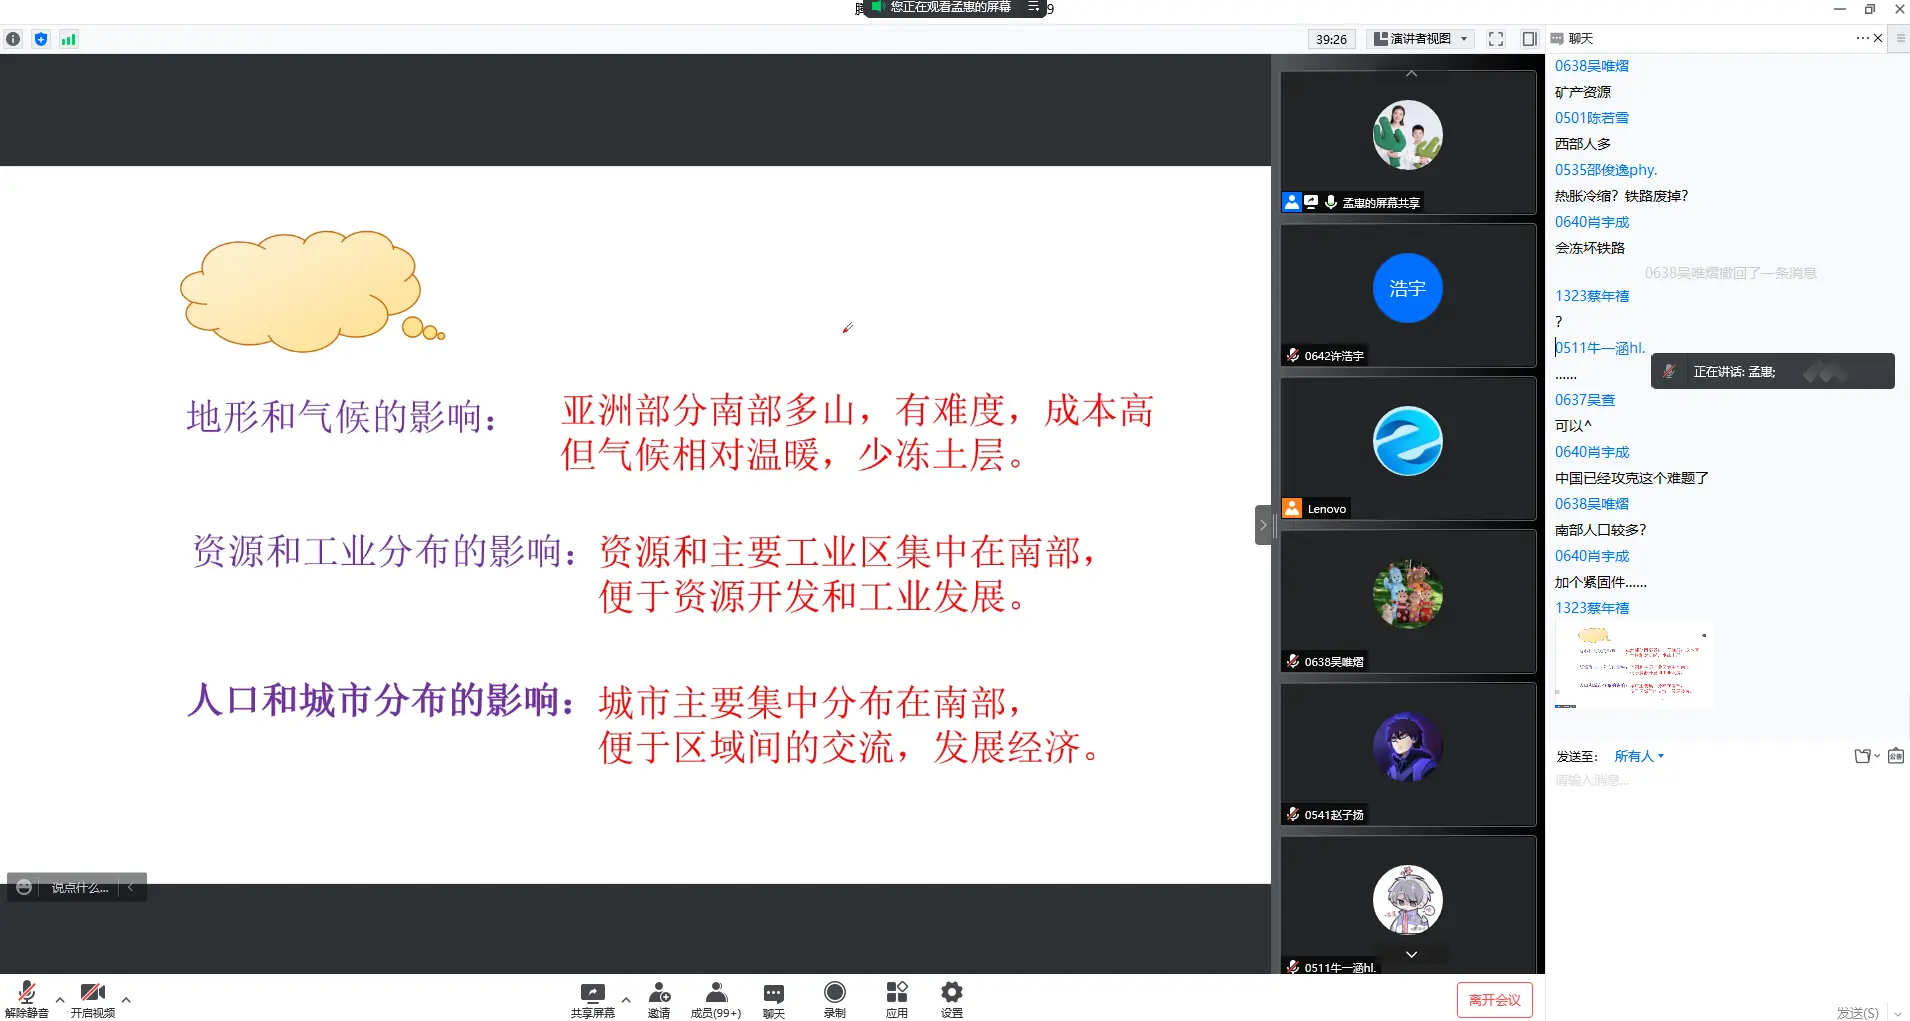 您正在观看孟惠的屏幕
9
39:26
演讲者视图
聊天
0638吴唯熠
矿产资源
0501陈若雪
西部人多
0535邵俊逸phy.
热胀冷缩？铁路废掉？
0640肖宇成
会冻坏铁路
0638吴唯熠撤回了一条消息
1323蔡年禧
？
0511牛一涵hl.
......
正在讲话: 孟惠;
0637吴萱
可以^
0640肖宇成
中国已经攻克这个难题了
0638吴唯熠
南部人口较多？
0640肖宇成
加个紧固件......
1323蔡年禧
发送至：
所有人
请输入消息...
发送(S)
地形和气候的影响：
亚洲部分南部多山，有难度，成本高
但气候相对温暖，少冻土层。
资源和工业分布的影响：
资源和主要工业区集中在南部，
便于资源开发和工业发展。
人口和城市分布的影响：
城市主要集中分布在南部，
便于区域间的交流，发展经济。
孟惠的屏幕共享
浩宇
0642许浩宇
Lenovo
0638吴唯熠
0541赵子扬
0511牛一涵hl.
说点什么...
解除静音
开启视频
共享屏幕
邀请
成员(99+)
聊天
录制
应用
设置
离开会议